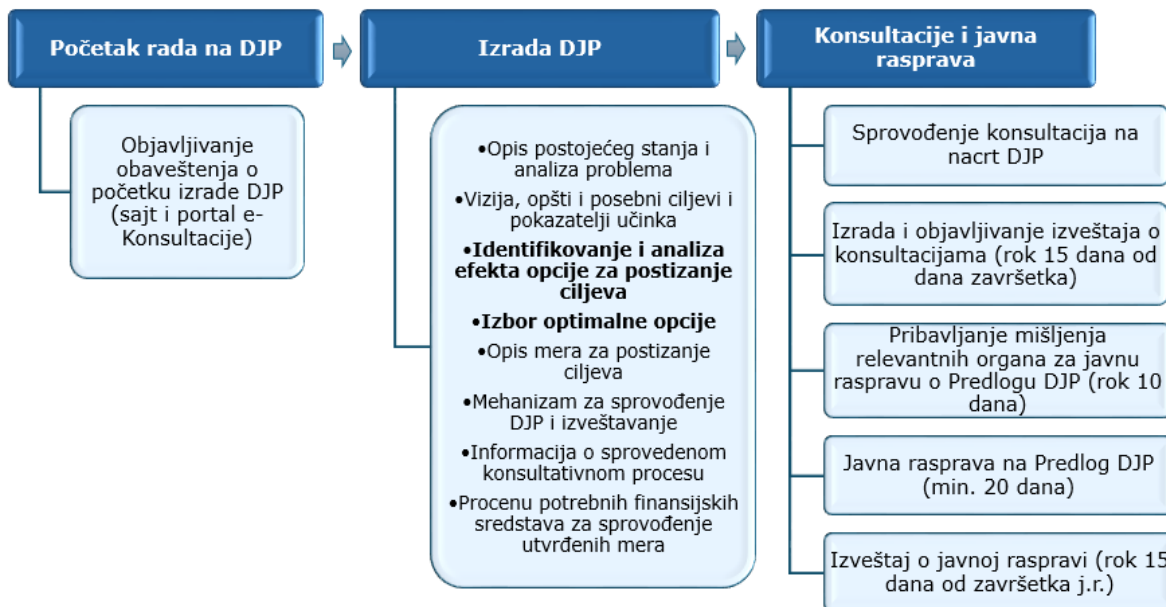 Početak rada na DJP
Objavljivanje
obaveštenja o
početku izrade DJP
(sajt i portal e-
Konsultacije)
Izrada DJP
•Opis postojećeg stanja i
analiza problema
•Vizija, opšti i posebni ciljevi i
pokazatelji učinka
•Identifikovanje i analiza
efekta opcije za postizanje
ciljeva
•Izbor optimalne opcije
•Opis mera za postizanje
ciljeva
•Mehanizam za sprovođenje
DJP i izveštavanje
•Informacija o sprovedenom
konsultativnom procesu
•Procenu potrebnih finansijskih
sredstava za sprovođenje
utvrđenih mera
Konsultacije i javna
rasprava
Sprovođenje konsultacija na
nacrt DJP
Izrada i objavljivanje izveštaja o
konsultacijama (rok 15 dana od
dana završetka)
Pribavljanje mišljenja
relevantnih organa za javnu
raspravu o Predlogu DJP (rok 10
dana)
Javna rasprava na Predlog DJP
(min. 20 dana)
Izveštaj o javnoj raspravi (rok 15
dana od završetka j.r.)